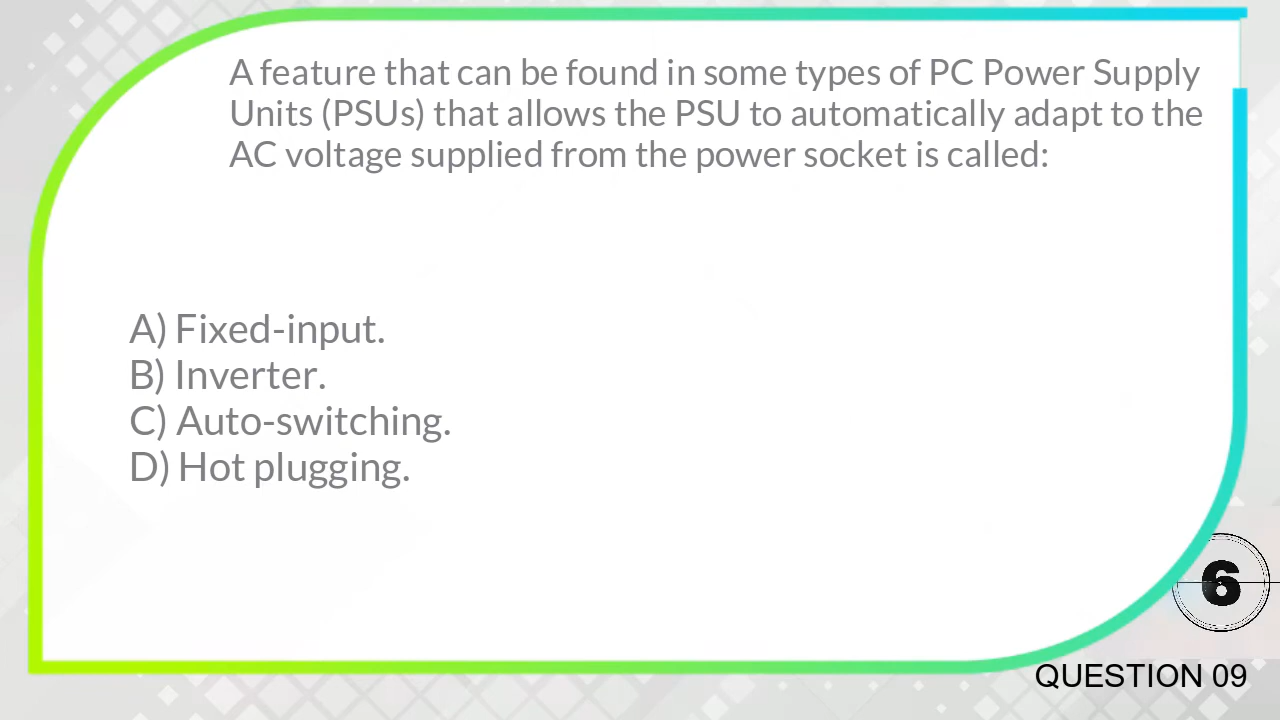 A feature that can be found in some types of PC Power Supply
Units (PSUs) that allows the PSU to automatically adapt to the
AC voltage supplied from the power socket is called:
A) Fixed-input.
B) Inverter.
C) Auto-switching.
D) Hot plugging.
6
QUESTION 09